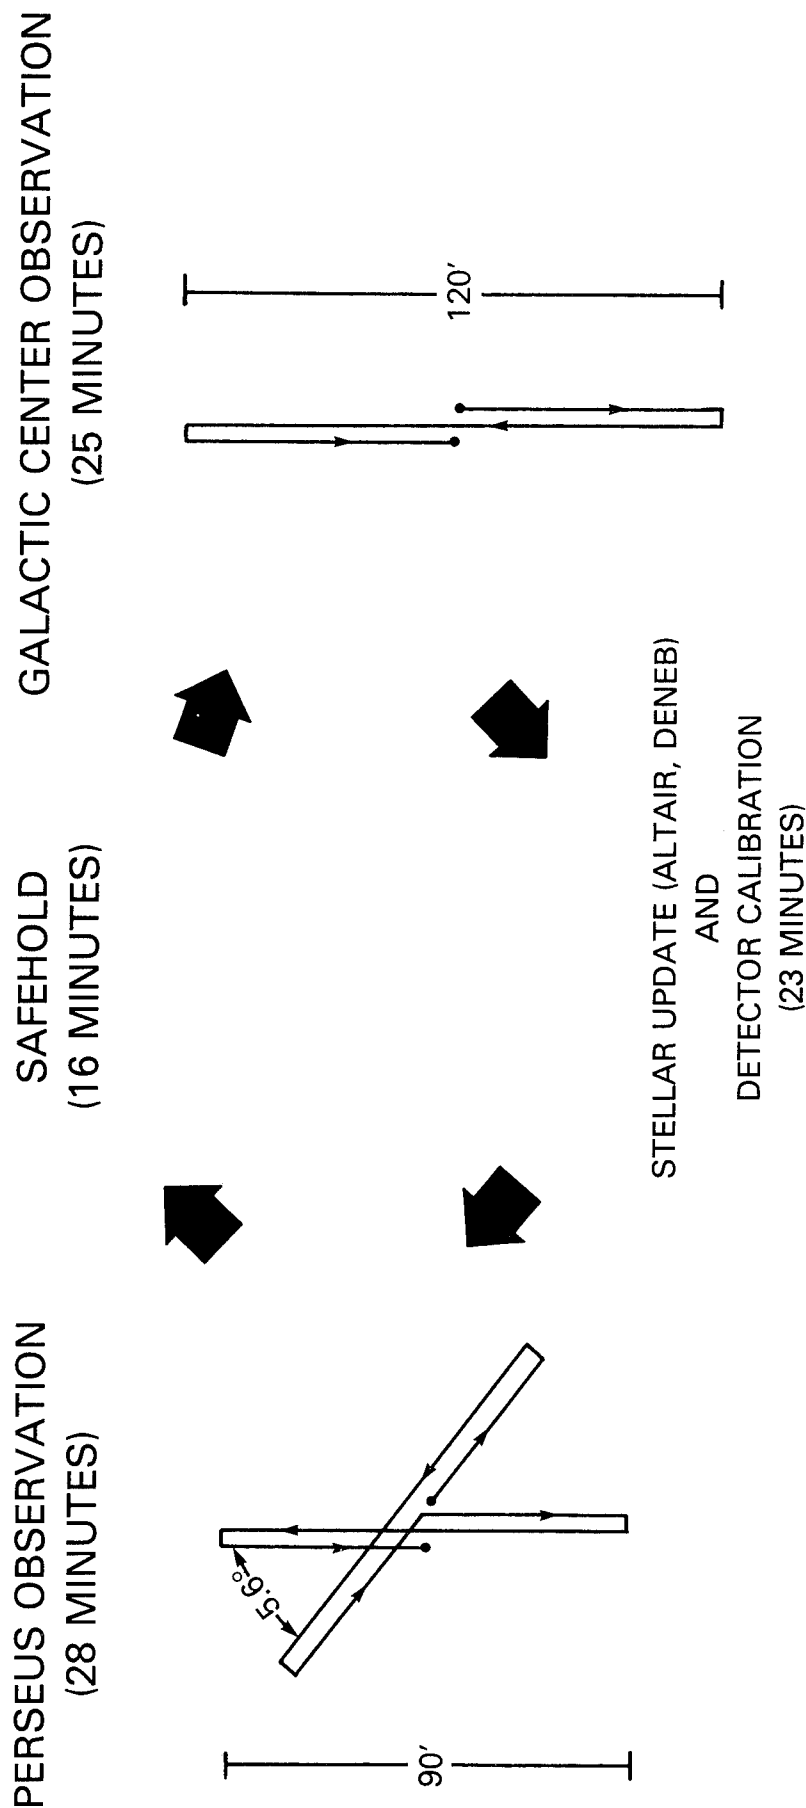 PERSEUS OBSERVATION
(28 MINUTES)
SAFEHOLD
(16 MINUTES)
GALACTIC CENTER OBSERVATION
(25 MINUTES)
90′
5.6°
120′
STELLAR UPDATE (ALTAIR, DENEB)
AND
DETECTOR CALIBRATION
(23 MINUTES)